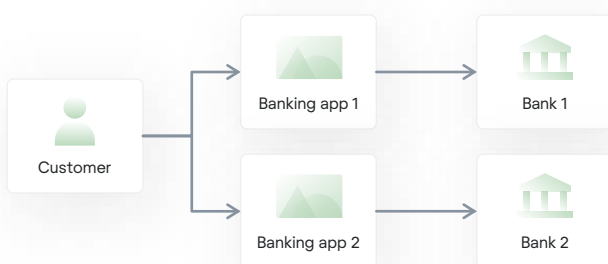 Banking app 1
Bank 1
Customer
Banking app 2
Bank 2